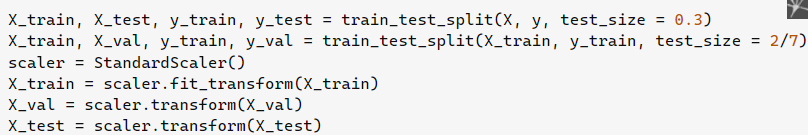 X_train, X_test, y_train, y_test = train_test_split(X, y, test_size = 0.3)
X_train, X_val, y_train, y_val = train_test_split(X_train, y_train, test_size = 2/7)
scaler = StandardScaler()
X_train = scaler.fit_transform(X_train)
X_val = scaler.transform(X_val)
X_test = scaler.transform(X_test)